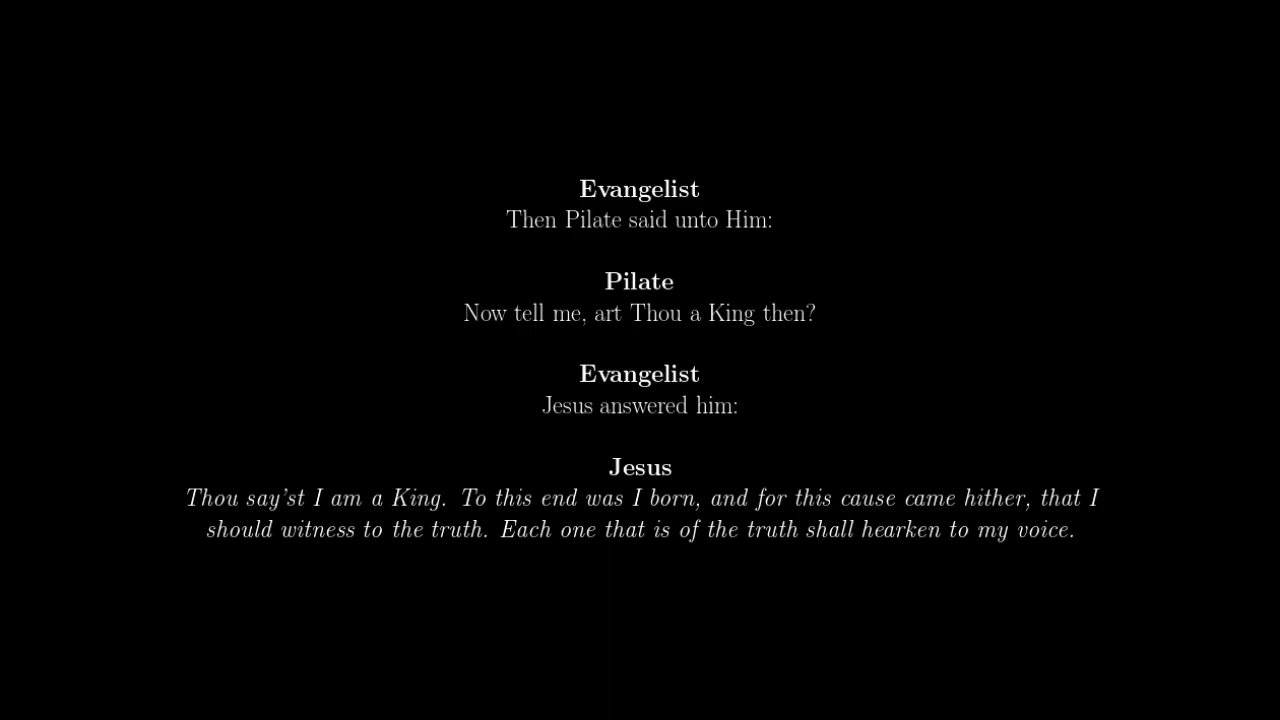 Evangelist
Then Pilate said unto Him:
Pilate
Now tell me, art Thou a King then?
Evangelist
Jesus answered him:
Jesus
Thou say'st I am a King. To this end was I born, and for this cause came hither, that I
should witness to the truth. Each one that is of the truth shall hearken to my voice.